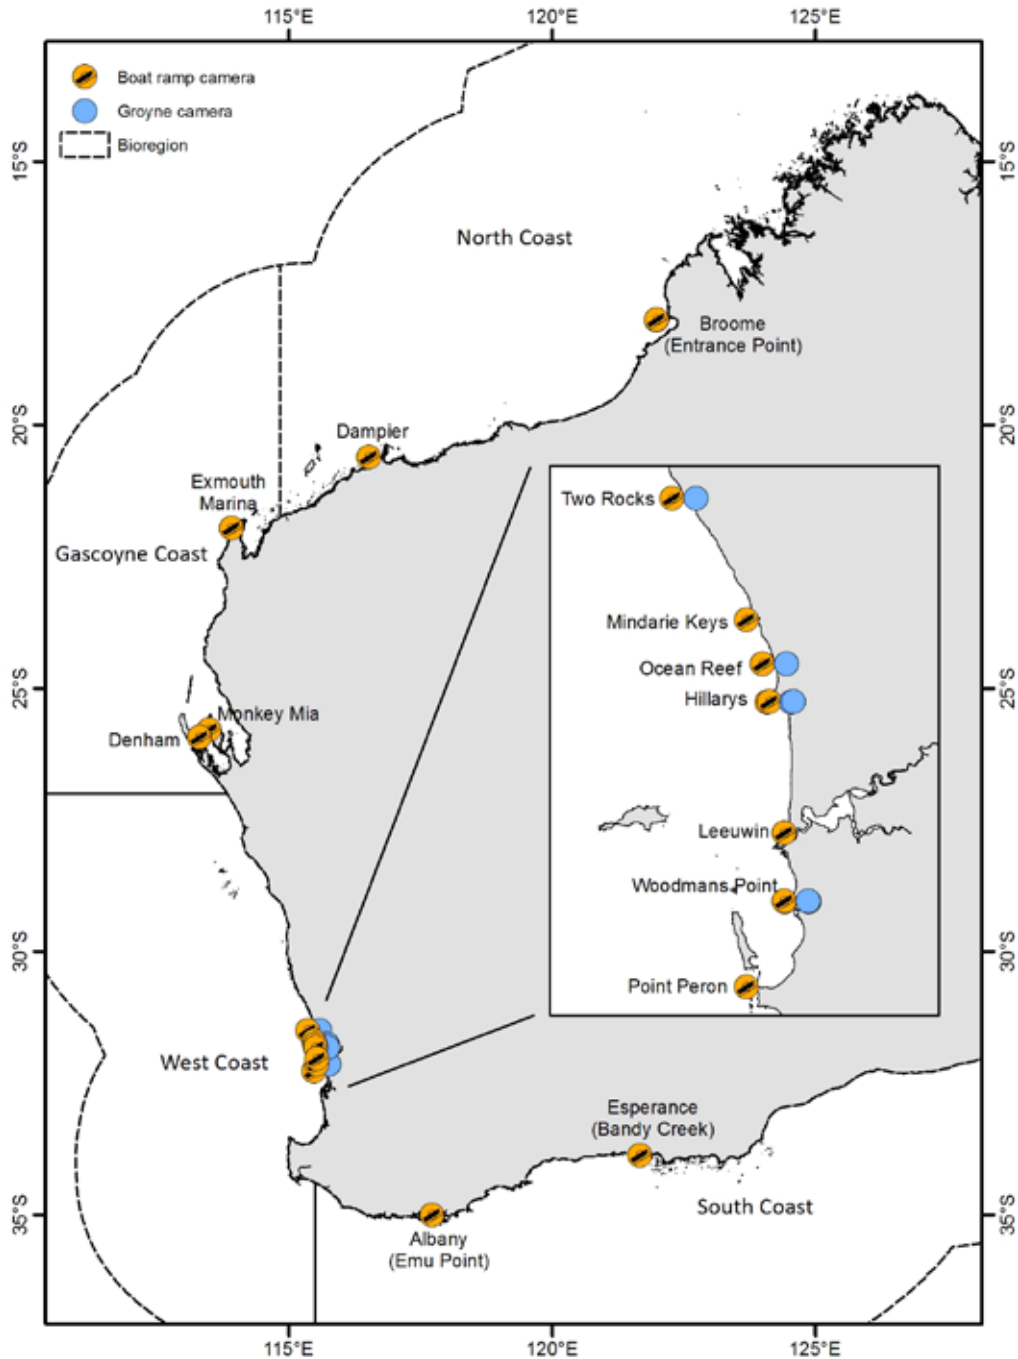 115°E
120°E
125°E
Boat ramp camera
Groyne camera
Bioregion
15°S
15°S
North Coast
Broome
(Entrance Point)
20°S
20°S
Dampier
Exmouth
Marina
Gascoyne Coast
Two Rocks
Mindarie Keys
Ocean Reef
Hillarys
Leeuwin
Woodmans Point
Point Peron
25°S
25°S
Monkey Mia
Denham
30°S
30°S
West Coast
Esperance
(Bandy Creek)
South Coast
35°S
35°S
Albany
(Emu Point)
115°E
120°E
125°E